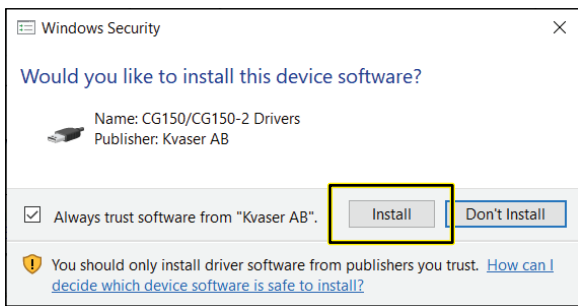 Windows Security
Would you like to install this device software?
Name: CG150/CG150-2 Drivers
Publisher: Kvaser AB
Always trust software from "Kvaser AB".
Install
Don't Install
You should only install driver software from publishers you trust. How can I
decide which device software is safe to install?